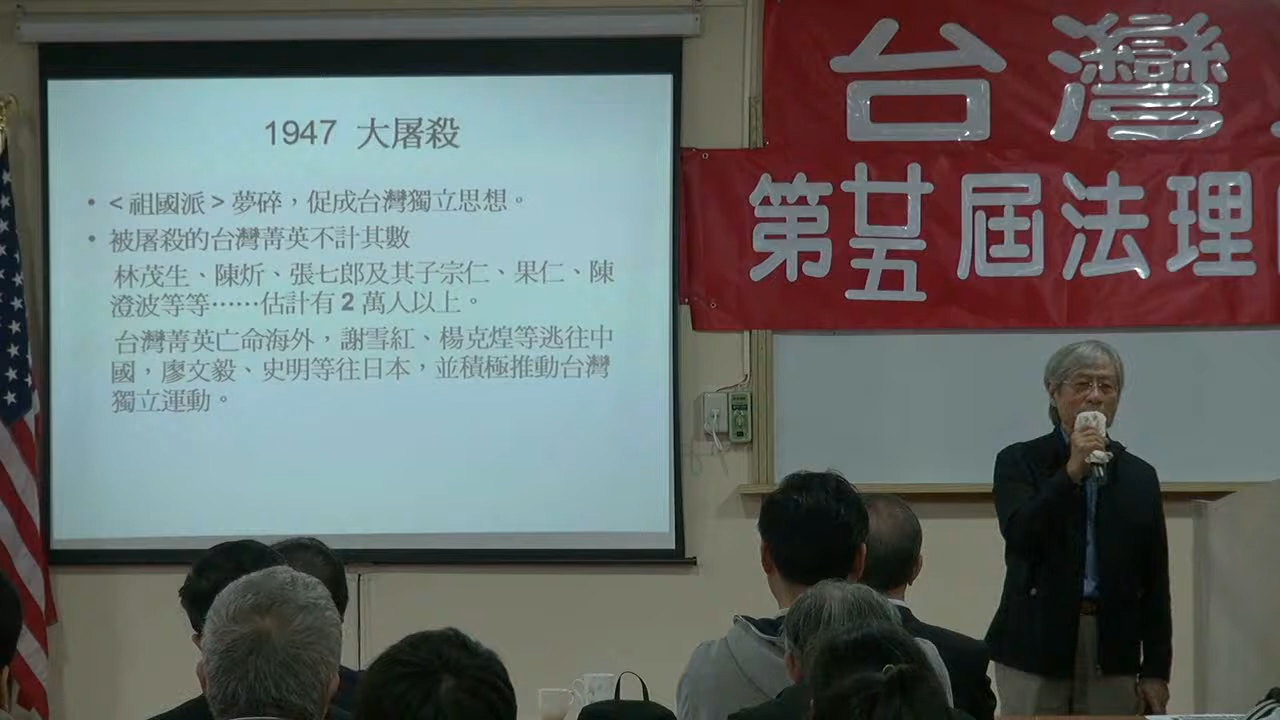 1947 大屠殺
• <祖國派> 夢碎，促成台灣獨立思想。
• 被屠殺的台灣菁英不計其數
林茂生、陳炘、張七郎及其子宗仁、果仁、陳
澄波等等……估計有 2 萬人以上。
台灣菁英亡命海外，謝雪紅、楊克煌等逃往中
國，廖文毅、史明等往日本，並積極推動台灣
獨立運動。
台灣
第廿五屆法理